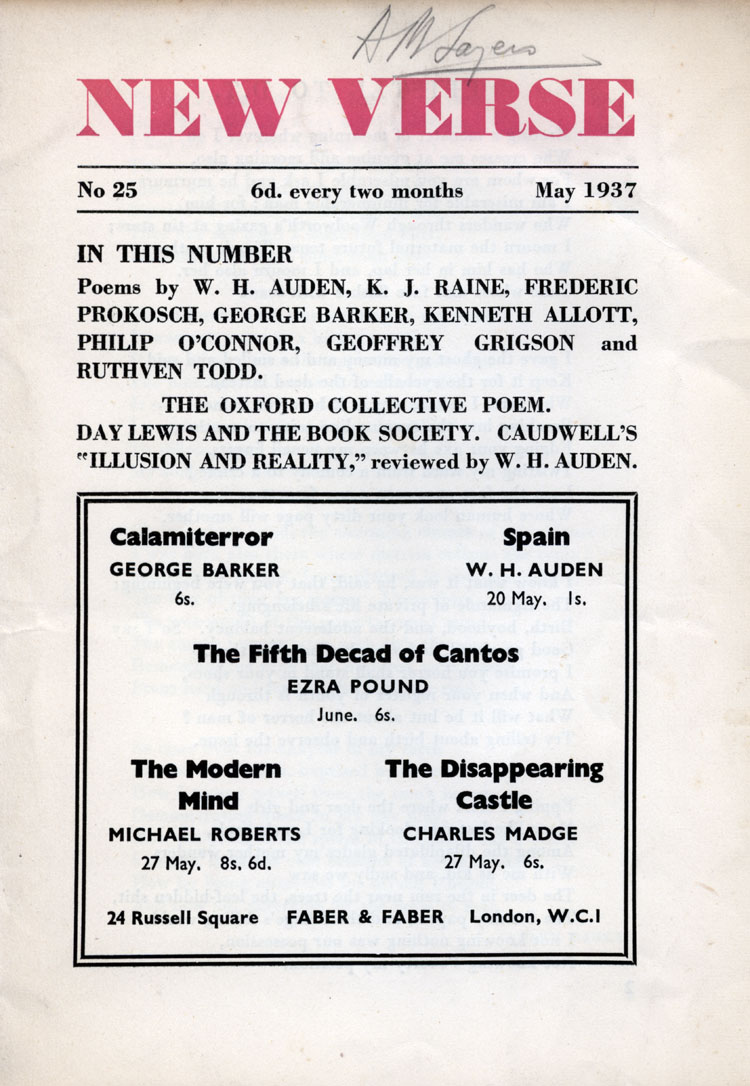 A M Sayers
NEW VERSE
No 25 6d. every two months May 1937
IN THIS NUMBER
Poems by W. H. AUDEN, K. J. RAINE, FREDERIC
PROKOSCH, GEORGE BARKER, KENNETH ALLOTT,
PHILIP O'CONNOR, GEOFFREY GRIGSON and
RUTHVEN TODD.
THE OXFORD COLLECTIVE POEM.
DAY LEWIS AND THE BOOK SOCIETY. CAUDWELL'S
"ILLUSION AND REALITY," reviewed by W. H. AUDEN.
Calamiterror
GEORGE BARKER
6s.
Spain
W. H. AUDEN
20 May. 1s.
The Fifth Decad of Cantos
EZRA POUND
June. 6s.
The Modern
Mind
MICHAEL ROBERTS
27 May. 8s. 6d.
The Disappearing
Castle
CHARLES MADGE
27 May. 6s.
24 Russell Square FABER & FABER London, W.C.1